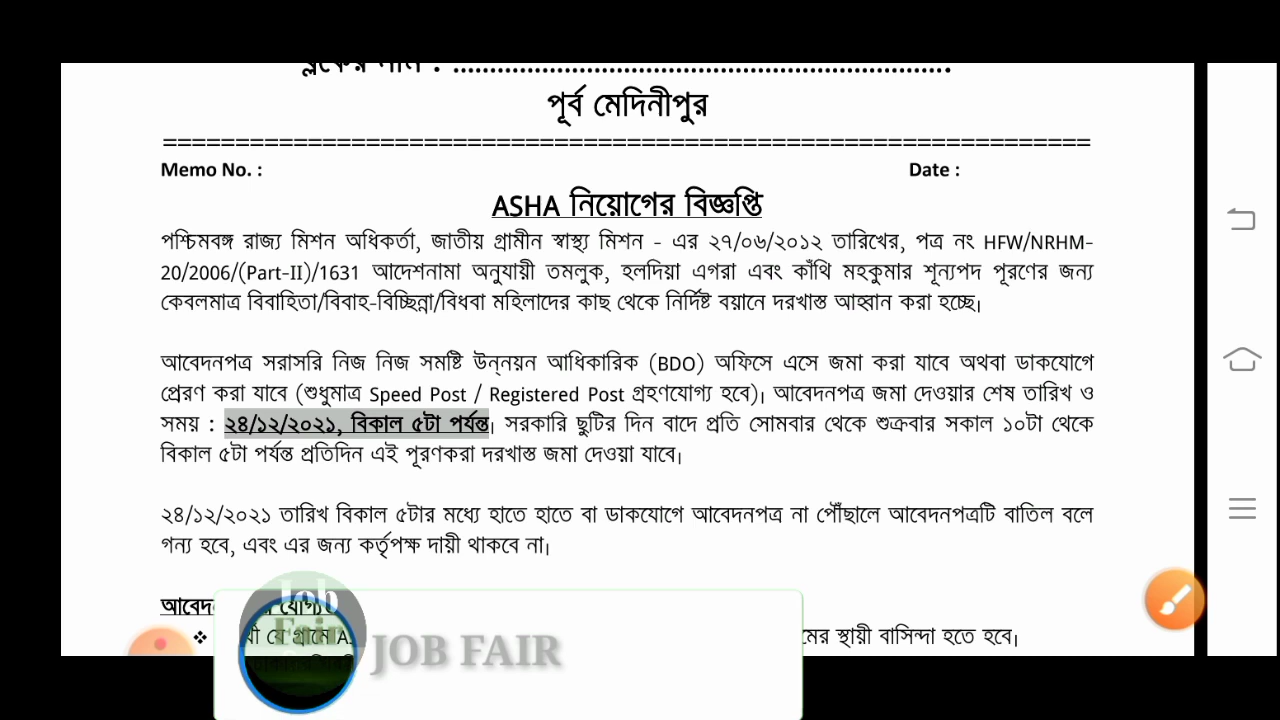 ব্লকের নাম : ..............................................................
পূর্ব মেদিনীপুর
================================================================================
Memo No. : Date :
ASHA নিয়োগের বিজ্ঞপ্তি
পশ্চিমবঙ্গ রাজ্য মিশন অধিকর্তা, জাতীয় গ্রামীন স্বাস্থ্য মিশন - এর ২৭/০৬/২০১২ তারিখের, পত্র নং HFW/NRHM-
20/2006/(Part-II)/1631 আদেশনামা অনুযায়ী তমলুক, হলদিয়া এগরা এবং কাঁথি মহকুমার শূন্যপদ পূরণের জন্য
কেবলমাত্র বিবাহিতা/বিবাহ-বিচ্ছিন্না/বিধবা মহিলাদের কাছ থেকে নির্দিষ্ট বয়ানে দরখাস্ত আহ্বান করা হচ্ছে।
আবেদনপত্র সরাসরি নিজ নিজ সমষ্টি উন্নয়ন আধিকারিক (BDO) অফিসে এসে জমা করা যাবে অথবা ডাকযোগে
প্রেরণ করা যাবে (শুধুমাত্র Speed Post / Registered Post গ্রহণযোগ্য হবে)। আবেদনপত্র জমা দেওয়ার শেষ তারিখ ও
সময় : ২৪/১২/২০২১, বিকাল ৫টা পর্যন্ত। সরকারি ছুটির দিন বাদে প্রতি সোমবার থেকে শুক্রবার সকাল ১০টা থেকে
বিকাল ৫টা পর্যন্ত প্রতিদিন এই পূরণকরা দরখাস্ত জমা দেওয়া যাবে।
২৪/১২/২০২১ তারিখ বিকাল ৫টার মধ্যে হাতে হাতে বা ডাকযোগে আবেদনপত্র না পৌঁছালে আবেদনপত্রটি বাতিল বলে
গন্য হবে, এবং এর জন্য কর্তৃপক্ষ দায়ী থাকবে না।
যে গ্রামে স্থায়ী বাসিন্দা হতে হবে।
Job
Fair
JOB FAIR